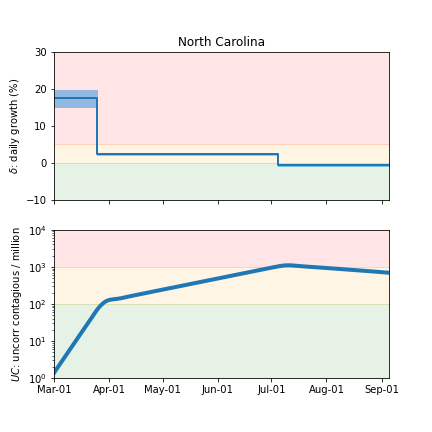 North Carolina
30
20
10
0
−10
δ: daily growth (%)
10⁴
10³
10²
10¹
10⁰
UC: uncorr contagious / million
Mar-01 Apr-01 May-01 Jun-01 Jul-01 Aug-01 Sep-01